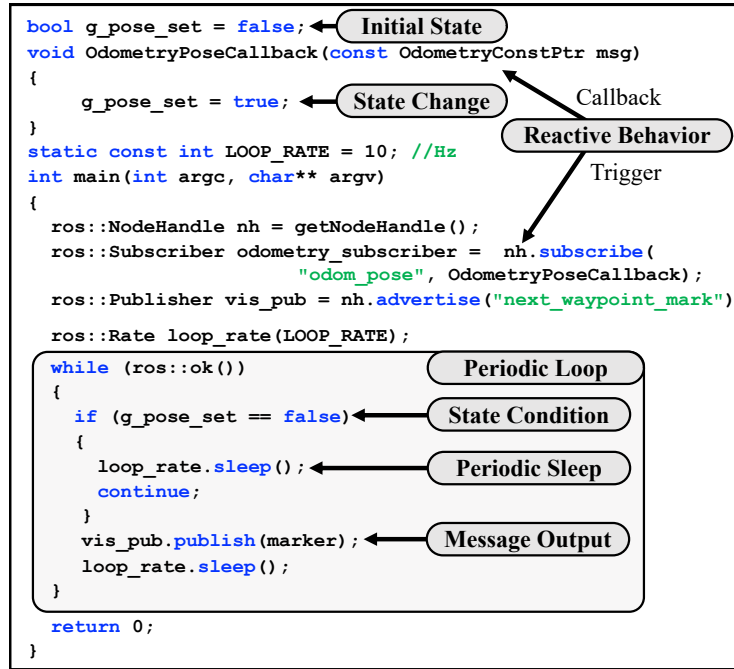 bool g_pose_set = false; Initial State
void OdometryPoseCallback(const OdometryConstPtr msg)
{
g_pose_set = true; State Change Callback
}
Reactive Behavior
static const int LOOP_RATE = 10; //Hz
int main(int argc, char** argv) Trigger
{
ros::NodeHandle nh = getNodeHandle();
ros::Subscriber odometry_subscriber = nh.subscribe(
"odom_pose", OdometryPoseCallback);
ros::Publisher vis_pub = nh.advertise("next_waypoint_mark")
ros::Rate loop_rate(LOOP_RATE);
while (ros::ok()) Periodic Loop
{
if (g_pose_set == false) State Condition
{
loop_rate.sleep(); Periodic Sleep
continue;
}
vis_pub.publish(marker); Message Output
loop_rate.sleep();
}
return 0;
}